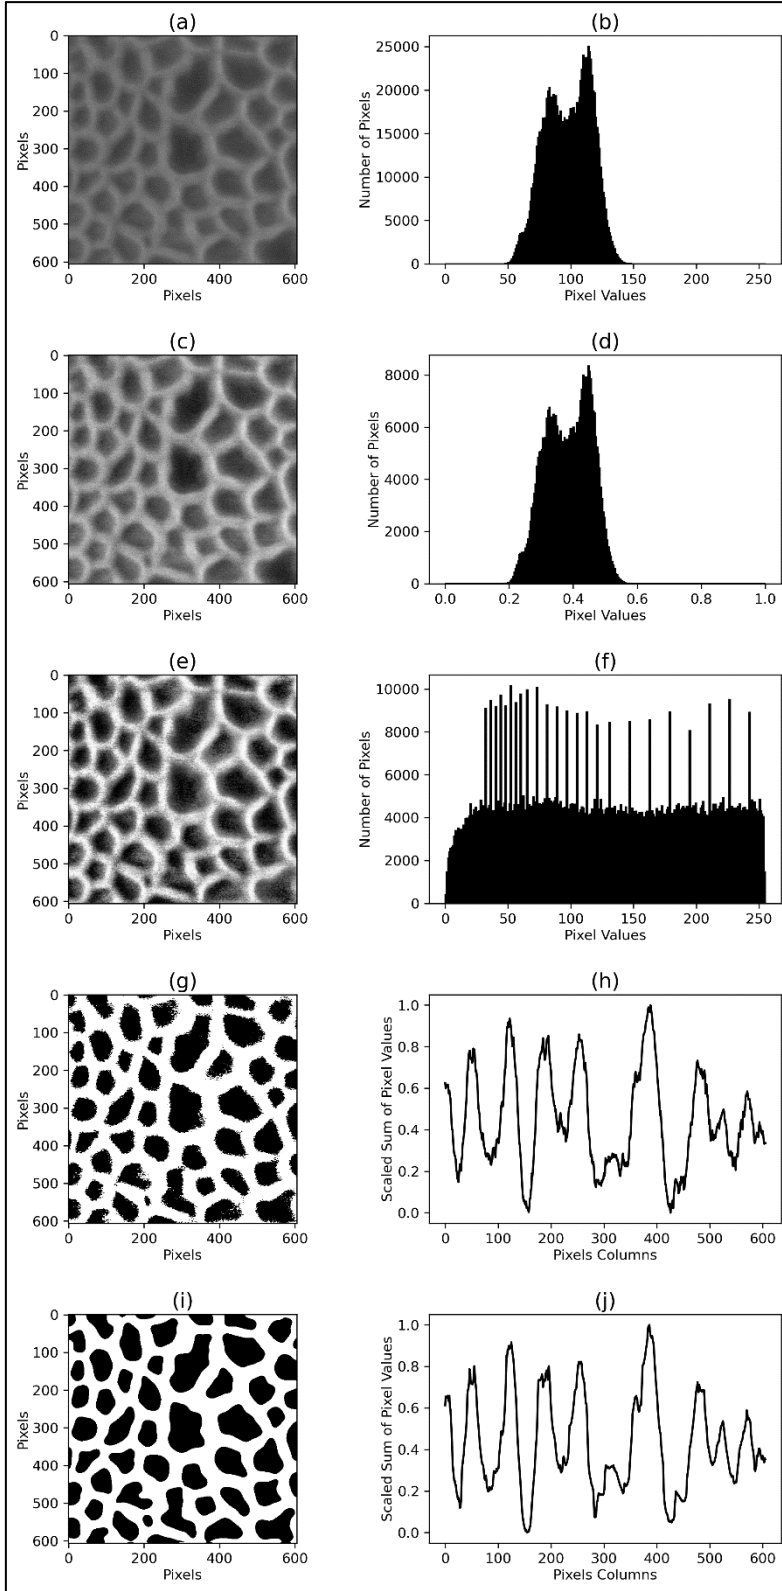 (a)
0
100
200
300
400
500
600
Pixels
0 200 400 600
Pixels
(b)
25000
20000
15000
10000
5000
0
Number of Pixels
0 50 100 150 200 250
Pixel Values
(c)
0
100
200
300
400
500
600
Pixels
0 200 400 600
(d)
8000
6000
4000
2000
0
Number of Pixels
0.0 0.2 0.4 0.6 0.8 1.0
Pixel Values
(e)
0
100
200
300
400
500
600
Pixels
0 200 400 600
Pixels
(f)
10000
8000
6000
4000
2000
0
Number of Pixels
0 50 100 150 200 250
Pixel Values
(g)
0
100
200
300
400
500
600
Pixels
0 200 400 600
Pixels
(h)
1.0
0.8
0.6
0.4
0.2
0.0
Scaled Sum of Pixel Values
0 100 200 300 400 500 600
Pixels Columns
(i)
0
100
200
300
400
500
600
Pixels
0 200 400 600
Pixels
(j)
1.0
0.8
0.6
0.4
0.2
0.0
Scaled Sum of Pixel Values
0 100 200 300 400 500 600
Pixels Columns